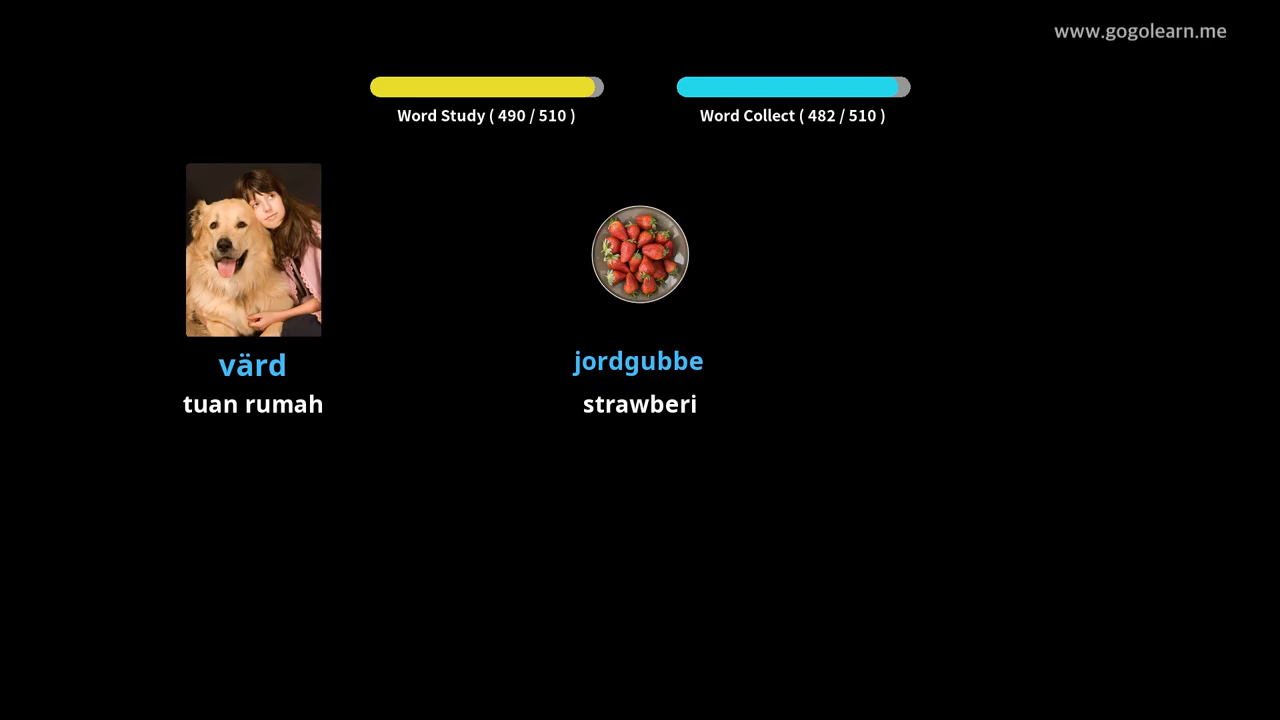 www.gogolearn.me
Word Study ( 490 / 510 )
Word Collect ( 482 / 510 )
värd
tuan rumah
jordgubbe
strawberi